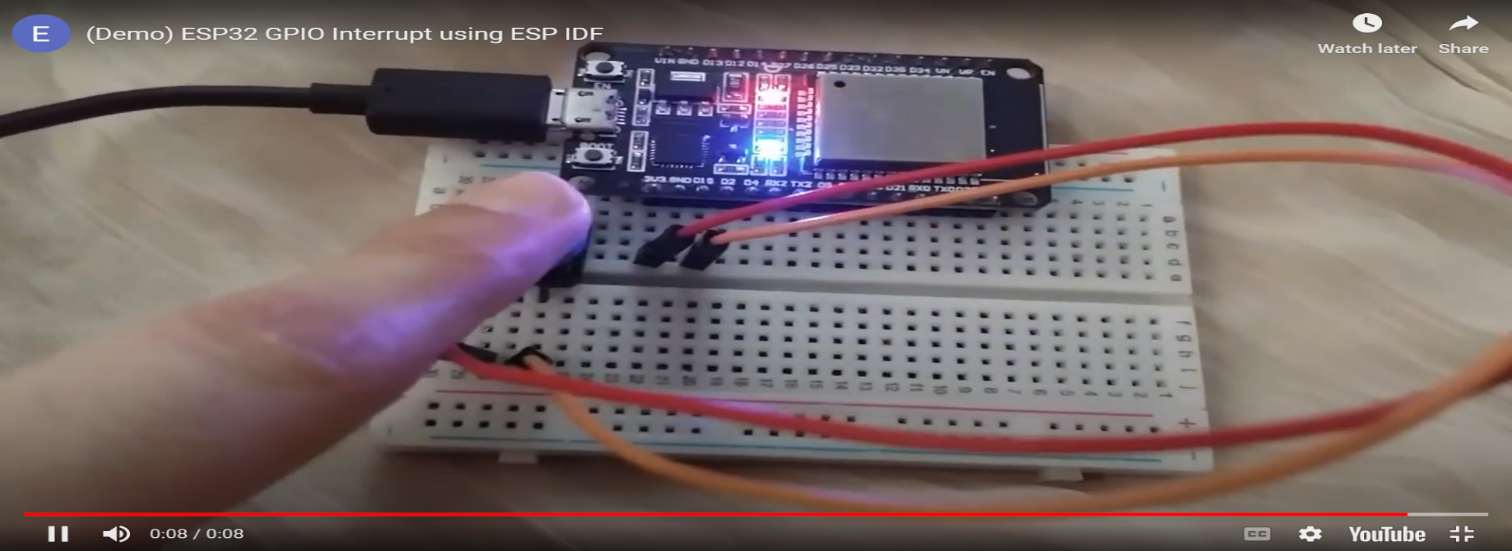 E
(Demo) ESP32 GPIO Interrupt using ESP IDF
Watch later
Share
VIN GND D13 D12 D14 D27 D26 D25 D33 D32 D35 D34 VN VP EN
EN
BOOT
3V3 GND D15 D2 D4 RX2 TX2 D5
D21 RX0 TX0
0:08 / 0:08
CC
YouTube